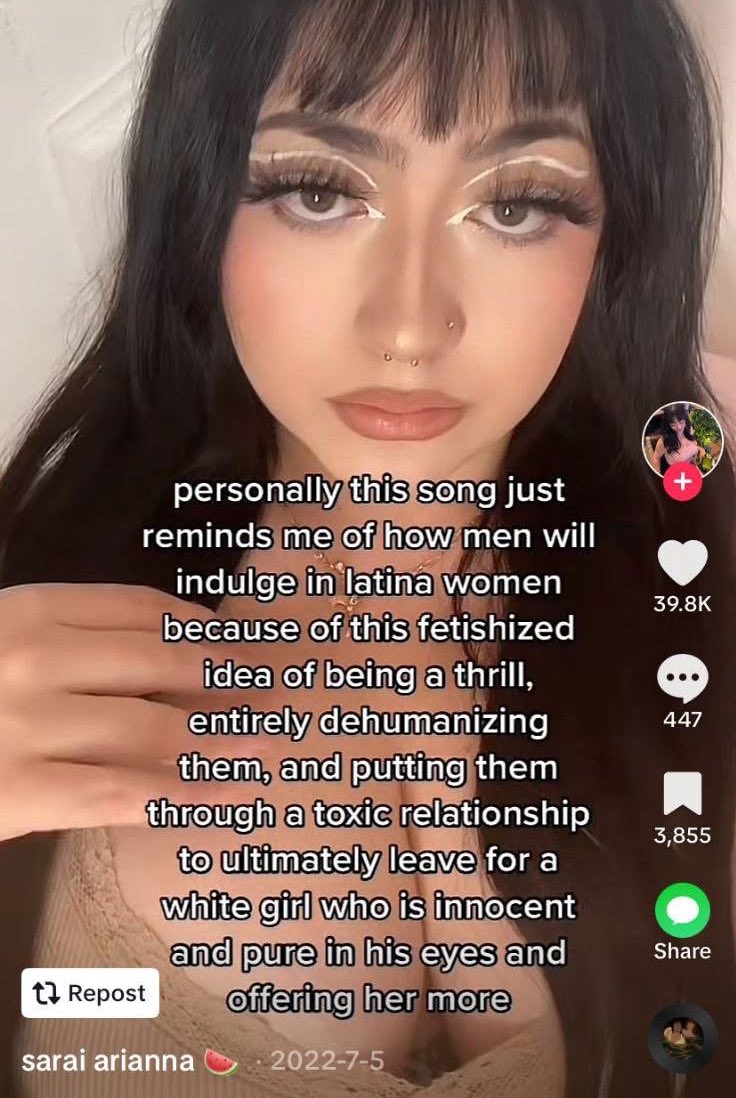 personally this song just
reminds me of how men will
indulge in latina women
because of this fetishized
idea of being a thrill,
entirely dehumanizing
them, and putting them
through a toxic relationship
to ultimately leave for a
white girl who is innocent
and pure in his eyes and
offering her more
39.8K
447
3,855
Share
Repost
sarai arianna 🍉 · 2022-7-5